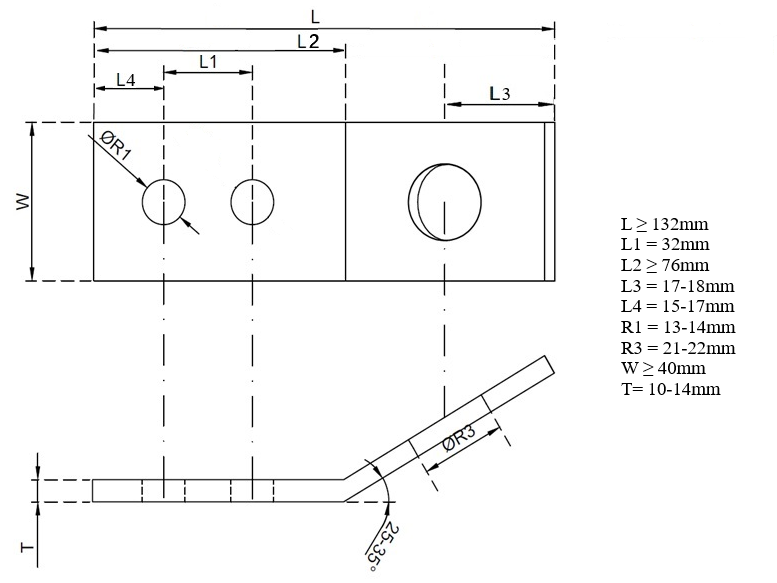 L
L2
L1
L4
L3
ØR1
W
L ≥ 132mm
L1 = 32mm
L2 ≥ 76mm
L3 = 17-18mm
L4 = 15-17mm
R1 = 13-14mm
R3 = 21-22mm
W ≥ 40mm
T= 10-14mm
ØR3
T
25-35°